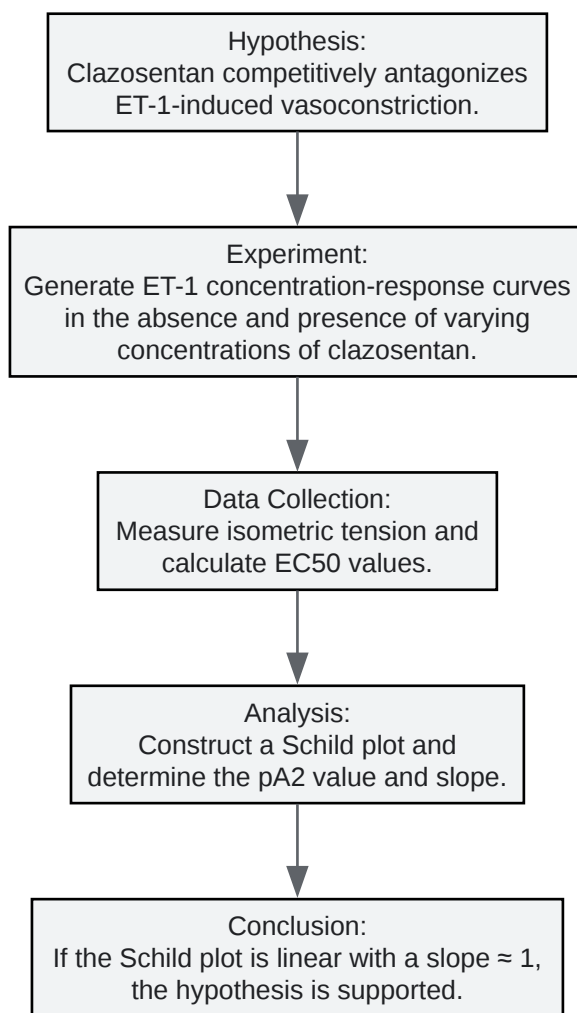 Hypothesis:
Clazosentan competitively antagonizes
ET-1-induced vasoconstriction.
Experiment:
Generate ET-1 concentration-response curves
in the absence and presence of varying
concentrations of clazosentan.
Data Collection:
Measure isometric tension and
calculate EC50 values.
Analysis:
Construct a Schild plot and
determine the pA2 value and slope.
Conclusion:
If the Schild plot is linear with a slope ≈ 1,
the hypothesis is supported.